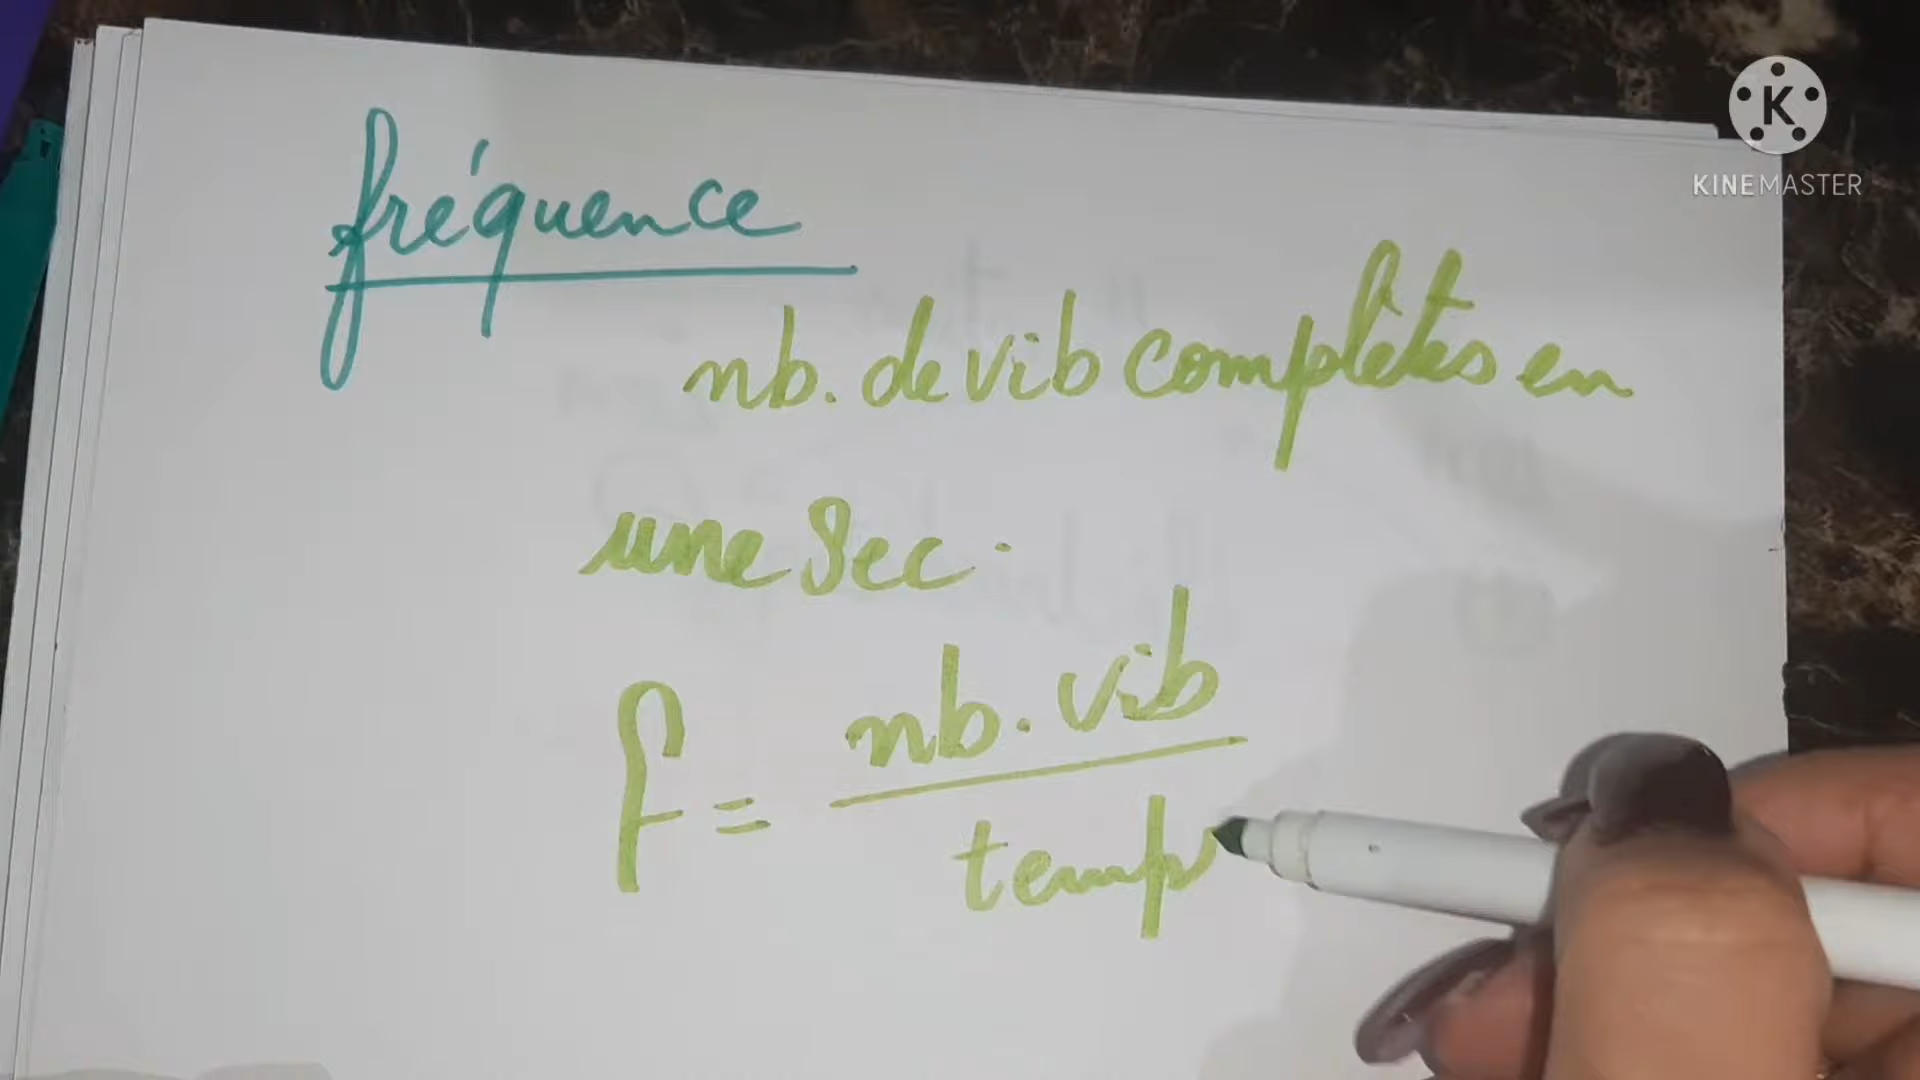 K
KINEMASTER
fréquence
nb. de vib complètes en
une Sec.
f = nb. vib
temp